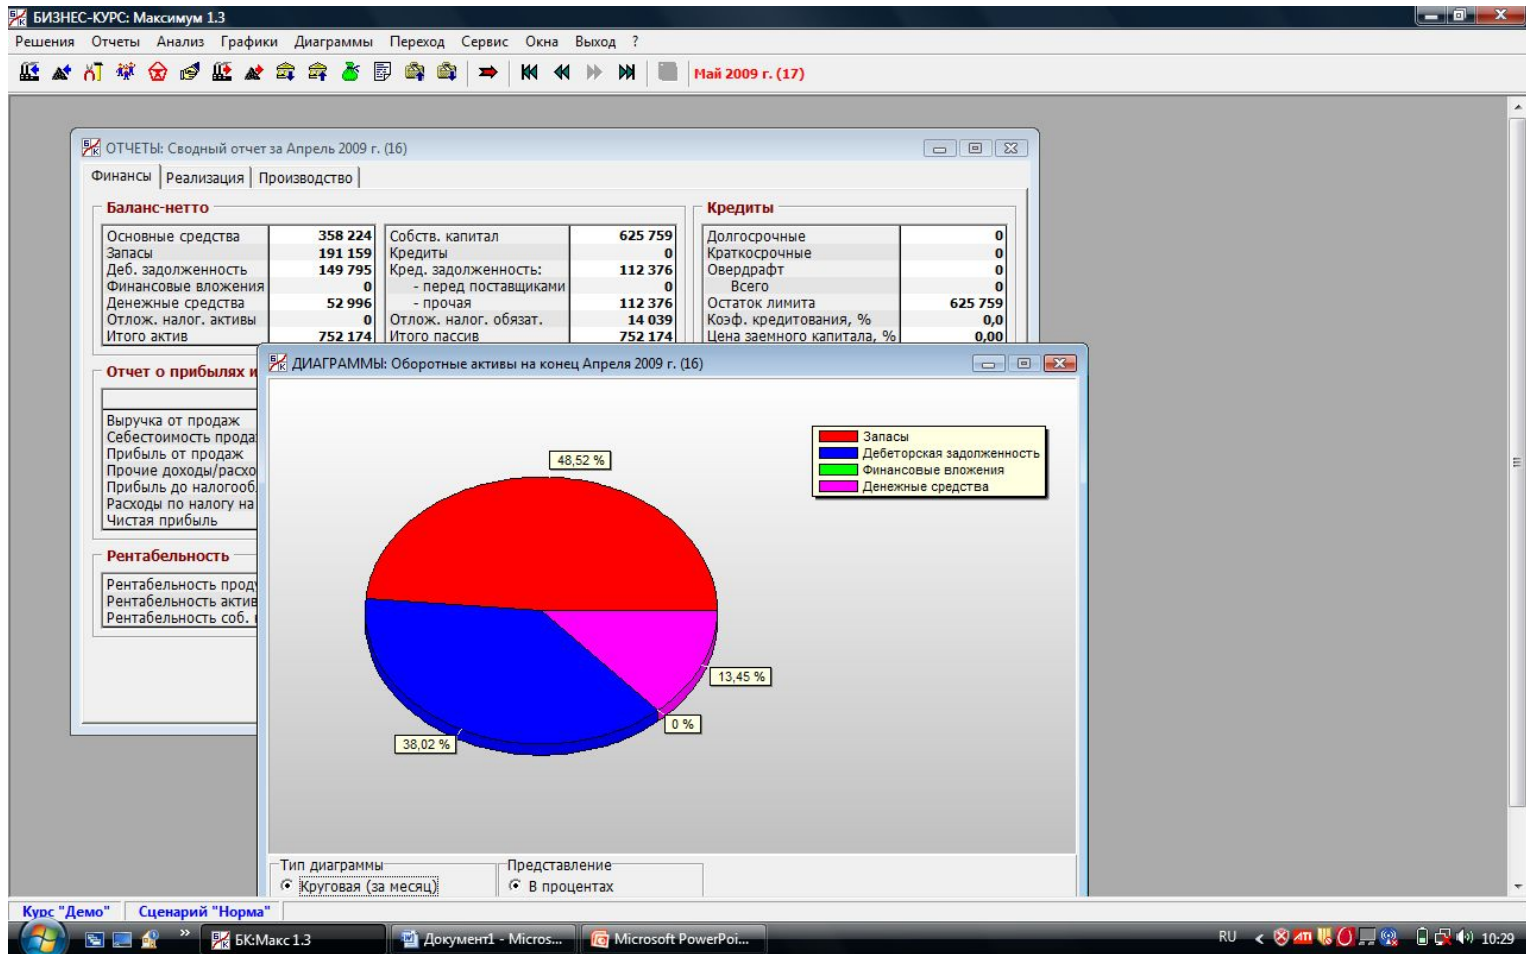 БИЗНЕС-КУРС: Максимум 1.3
Решения Отчеты Анализ Графики Диаграммы Переход Сервис Окна Выход ?
Май 2009 г. (17)
ОТЧЕТЫ: Сводный отчет за Апрель 2009 г. (16)
Финансы Реализация Производство
Баланс-нетто Кредиты
Основные средства 358 224 Собств. капитал 625 759 Долгосрочные 0
Запасы 191 159 Кредиты 0 Краткосрочные 0
Деб. задолженность 149 795 Кред. задолженность: 112 376 Овердрафт 0
Финансовые вложения 0 - перед поставщиками 0 Всего 0
Денежные средства 52 996 - прочая 112 376 Остаток лимита 625 759
Отлож. налог. активы 0 Отлож. налог. обязат. 14 039 Коэф. кредитования, % 0,0
Итого актив 752 174 Итого пассив 752 174 Цена заемного капитала, % 0,00
Отчет о прибылях и
Выручка от продаж
Себестоимость прода
Прибыль от продаж
Прочие доходы/расхо
Прибыль до налогооб
Расходы по налогу на
Чистая прибыль
Рентабельность
Рентабельность проду
Рентабельность актив
Рентабельность соб.
ДИАГРАММЫ: Оборотные активы на конец Апреля 2009 г. (16)
Запасы
Дебеторская задолженность
Финансовые вложения
Денежные средства
48,52 %
13,45 %
0 %
38,02 %
Тип диаграммы Представление
Круговая (за месяц) В процентах
Курс "Демо" Сценарий "Норма"
БК:Макс 1.3 Документ1 - Micros... Microsoft PowerPoi... RU 10:29